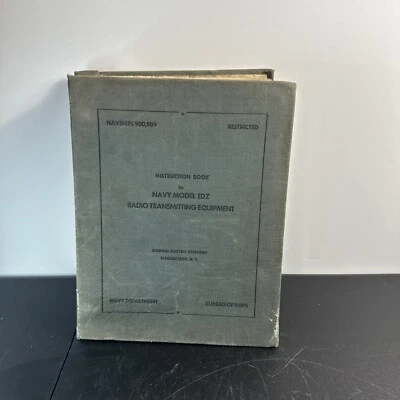 NAVSHIPS 900,809
RESTRICTED
INSTRUCTION BOOK
for
NAVY MODEL TDZ
RADIO TRANSMITTING EQUIPMENT
GENERAL ELECTRIC COMPANY
SCHENECTADY, N. Y.
NAVY DEPARTMENT
BUREAU OF SHIPS